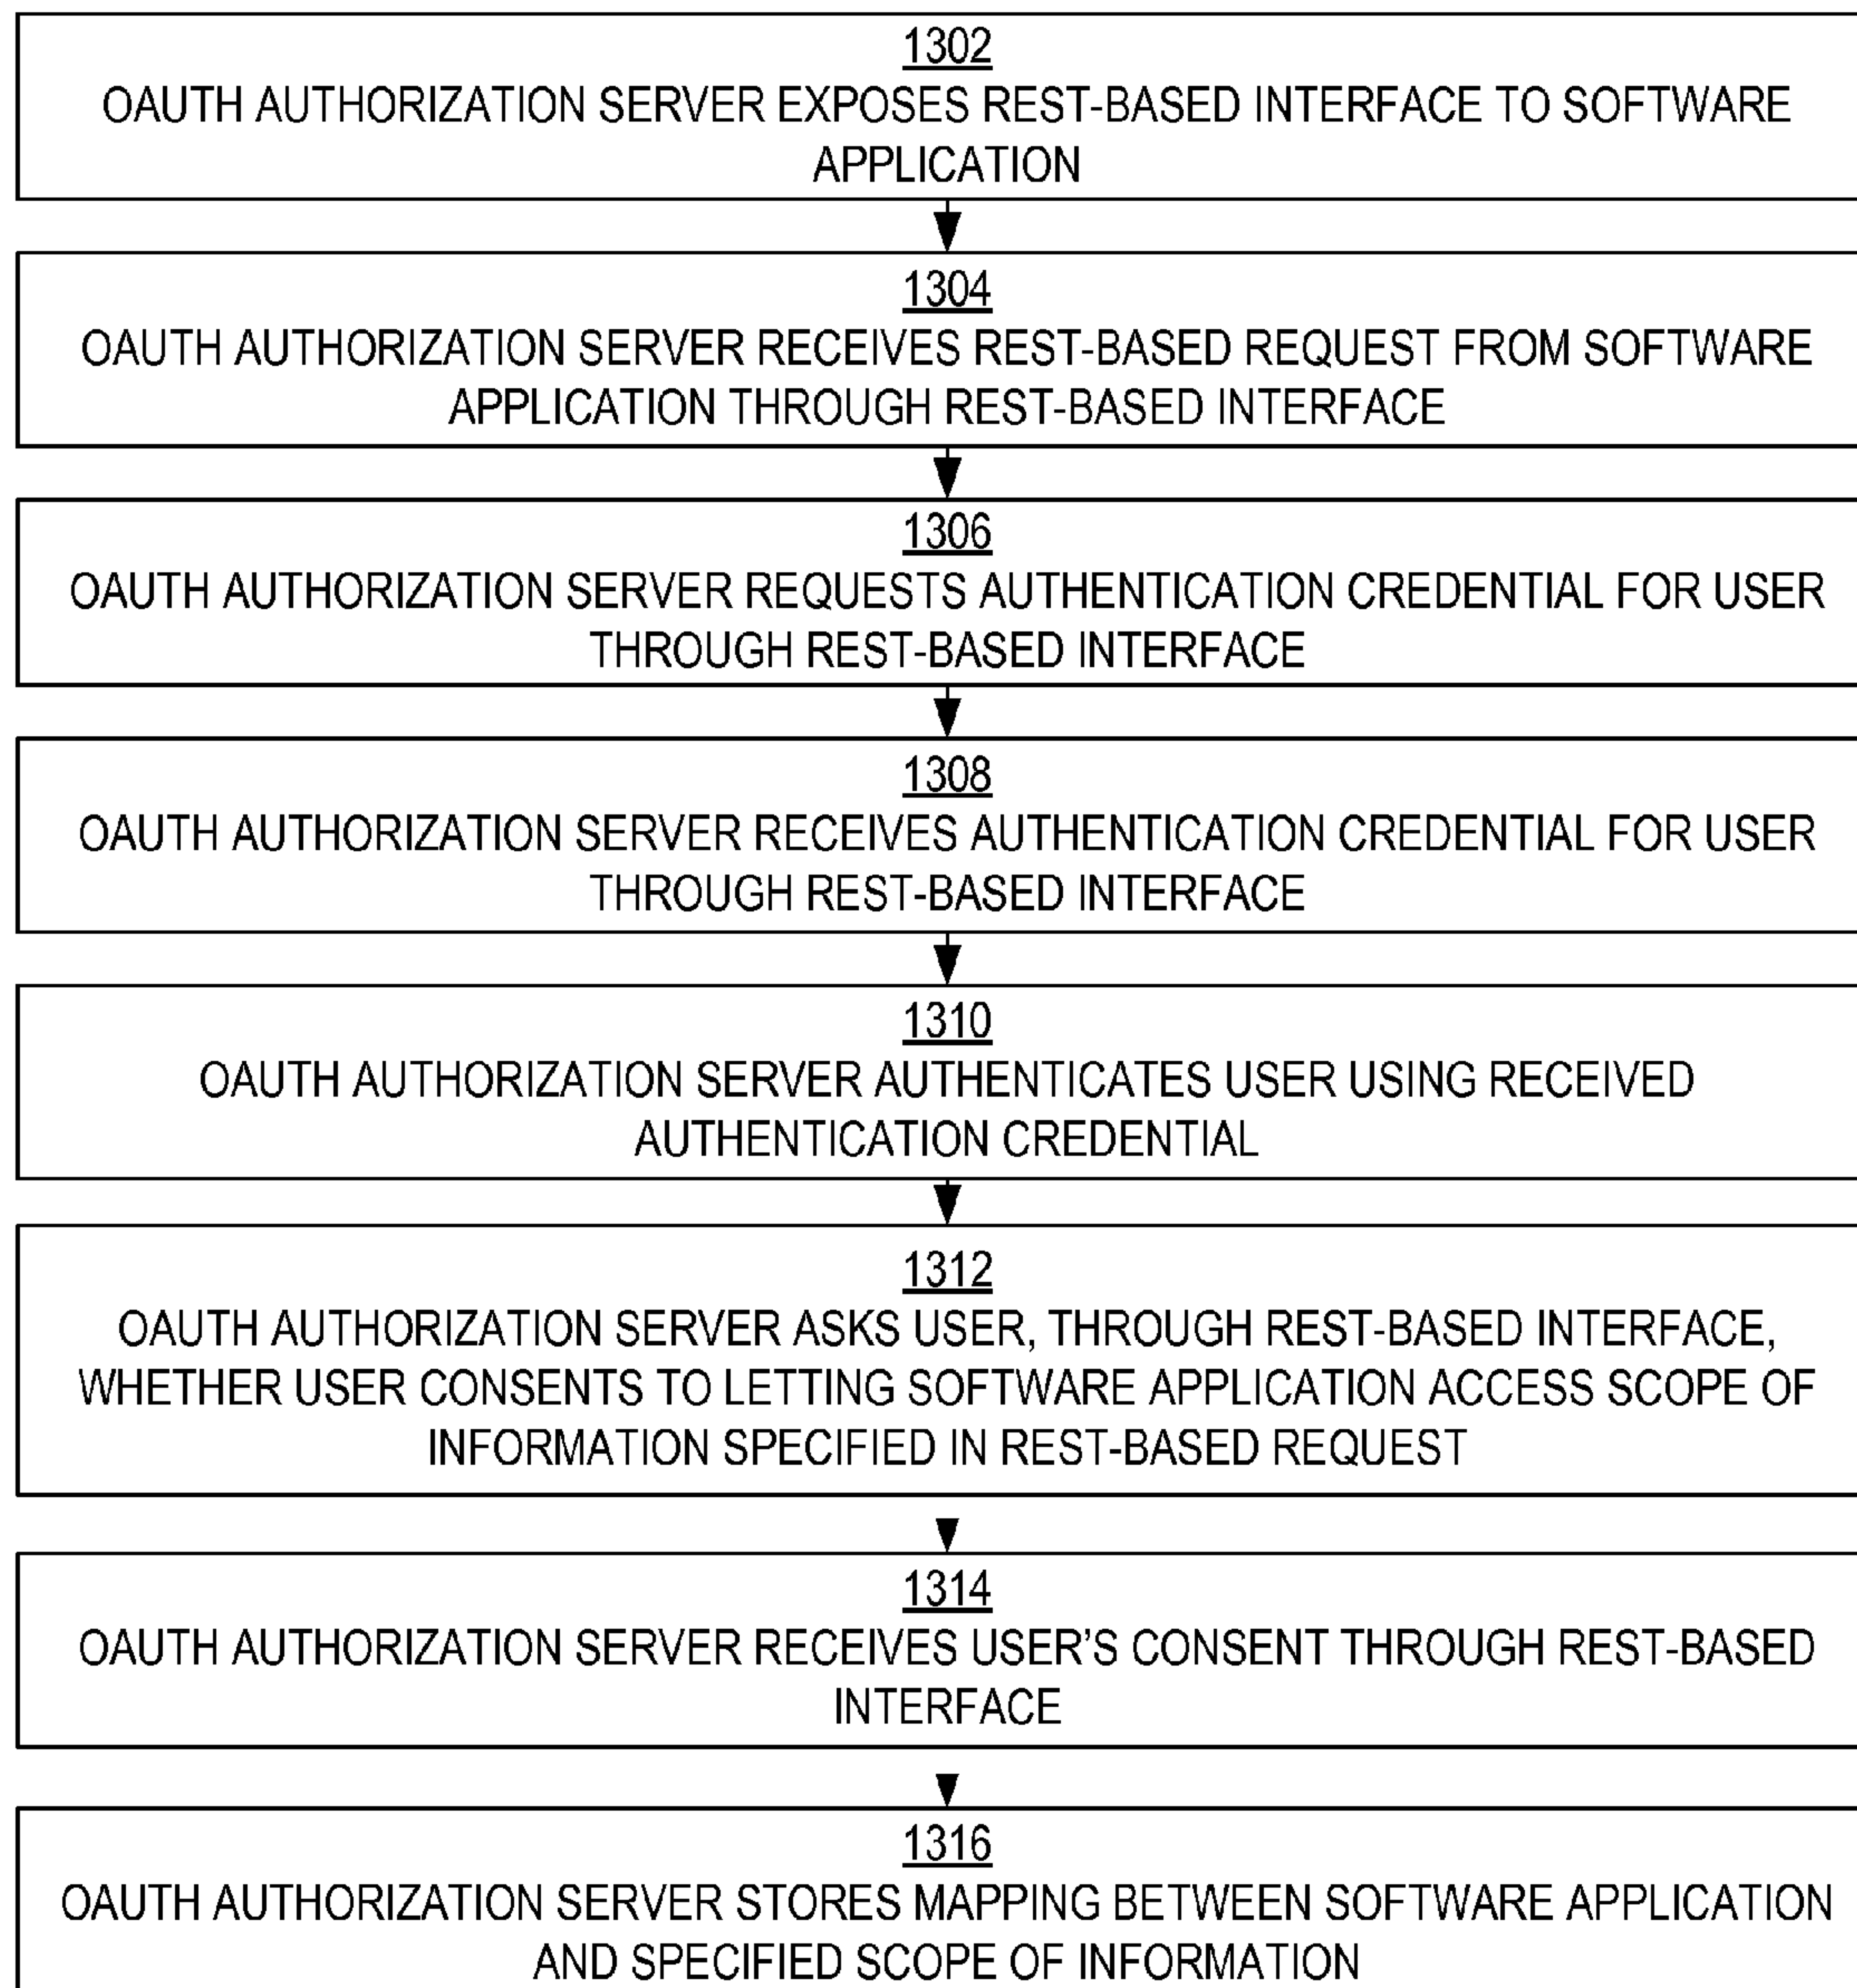 1302
OAUTH AUTHORIZATION SERVER EXPOSES REST-BASED INTERFACE TO SOFTWARE
APPLICATION
1304
OAUTH AUTHORIZATION SERVER RECEIVES REST-BASED REQUEST FROM SOFTWARE
APPLICATION THROUGH REST-BASED INTERFACE
1306
OAUTH AUTHORIZATION SERVER REQUESTS AUTHENTICATION CREDENTIAL FOR USER
THROUGH REST-BASED INTERFACE
1308
OAUTH AUTHORIZATION SERVER RECEIVES AUTHENTICATION CREDENTIAL FOR USER
THROUGH REST-BASED INTERFACE
1310
OAUTH AUTHORIZATION SERVER AUTHENTICATES USER USING RECEIVED
AUTHENTICATION CREDENTIAL
1312
OAUTH AUTHORIZATION SERVER ASKS USER, THROUGH REST-BASED INTERFACE,
WHETHER USER CONSENTS TO LETTING SOFTWARE APPLICATION ACCESS SCOPE OF
INFORMATION SPECIFIED IN REST-BASED REQUEST
1314
OAUTH AUTHORIZATION SERVER RECEIVES USER'S CONSENT THROUGH REST-BASED
INTERFACE
1316
OAUTH AUTHORIZATION SERVER STORES MAPPING BETWEEN SOFTWARE APPLICATION
AND SPECIFIED SCOPE OF INFORMATION